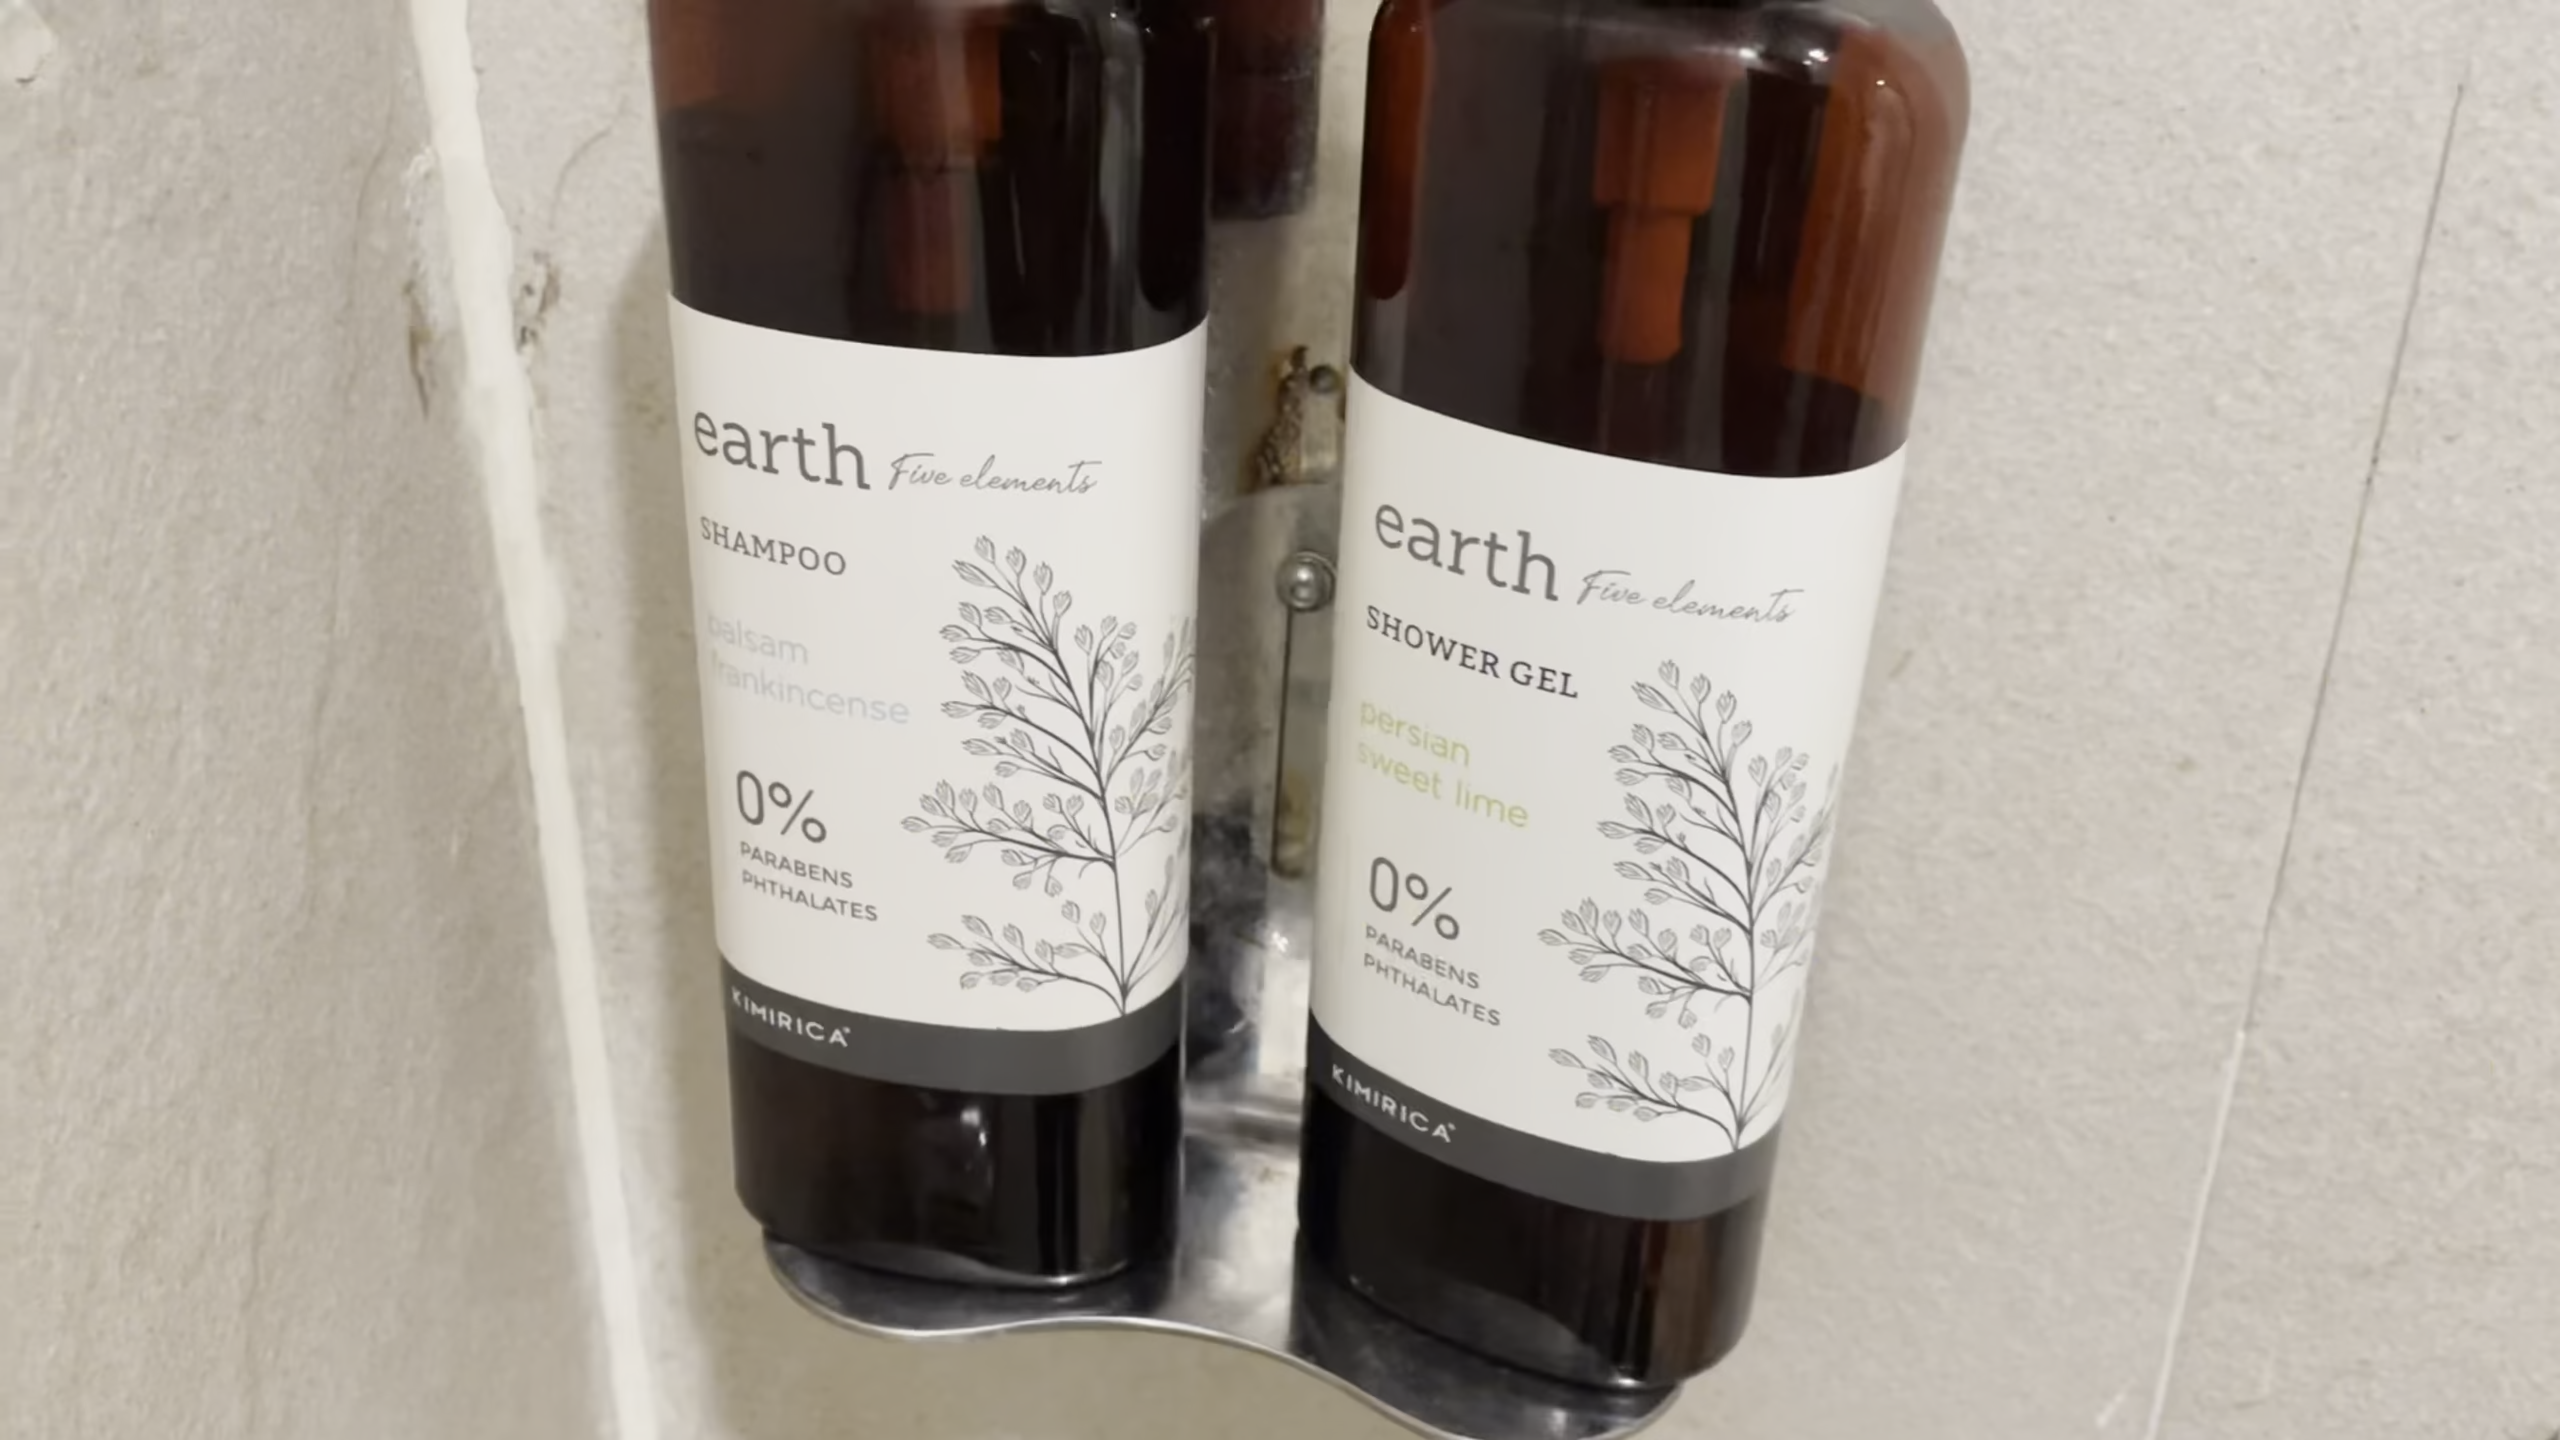 earth Five elements
SHAMPOO
balsam
frankincense
0%
PARABENS
PHTHALATES
KIMIRICA
earth Five elements
SHOWER GEL
persian
sweet lime
0%
PARABENS
PHTHALATES
KIMIRICA